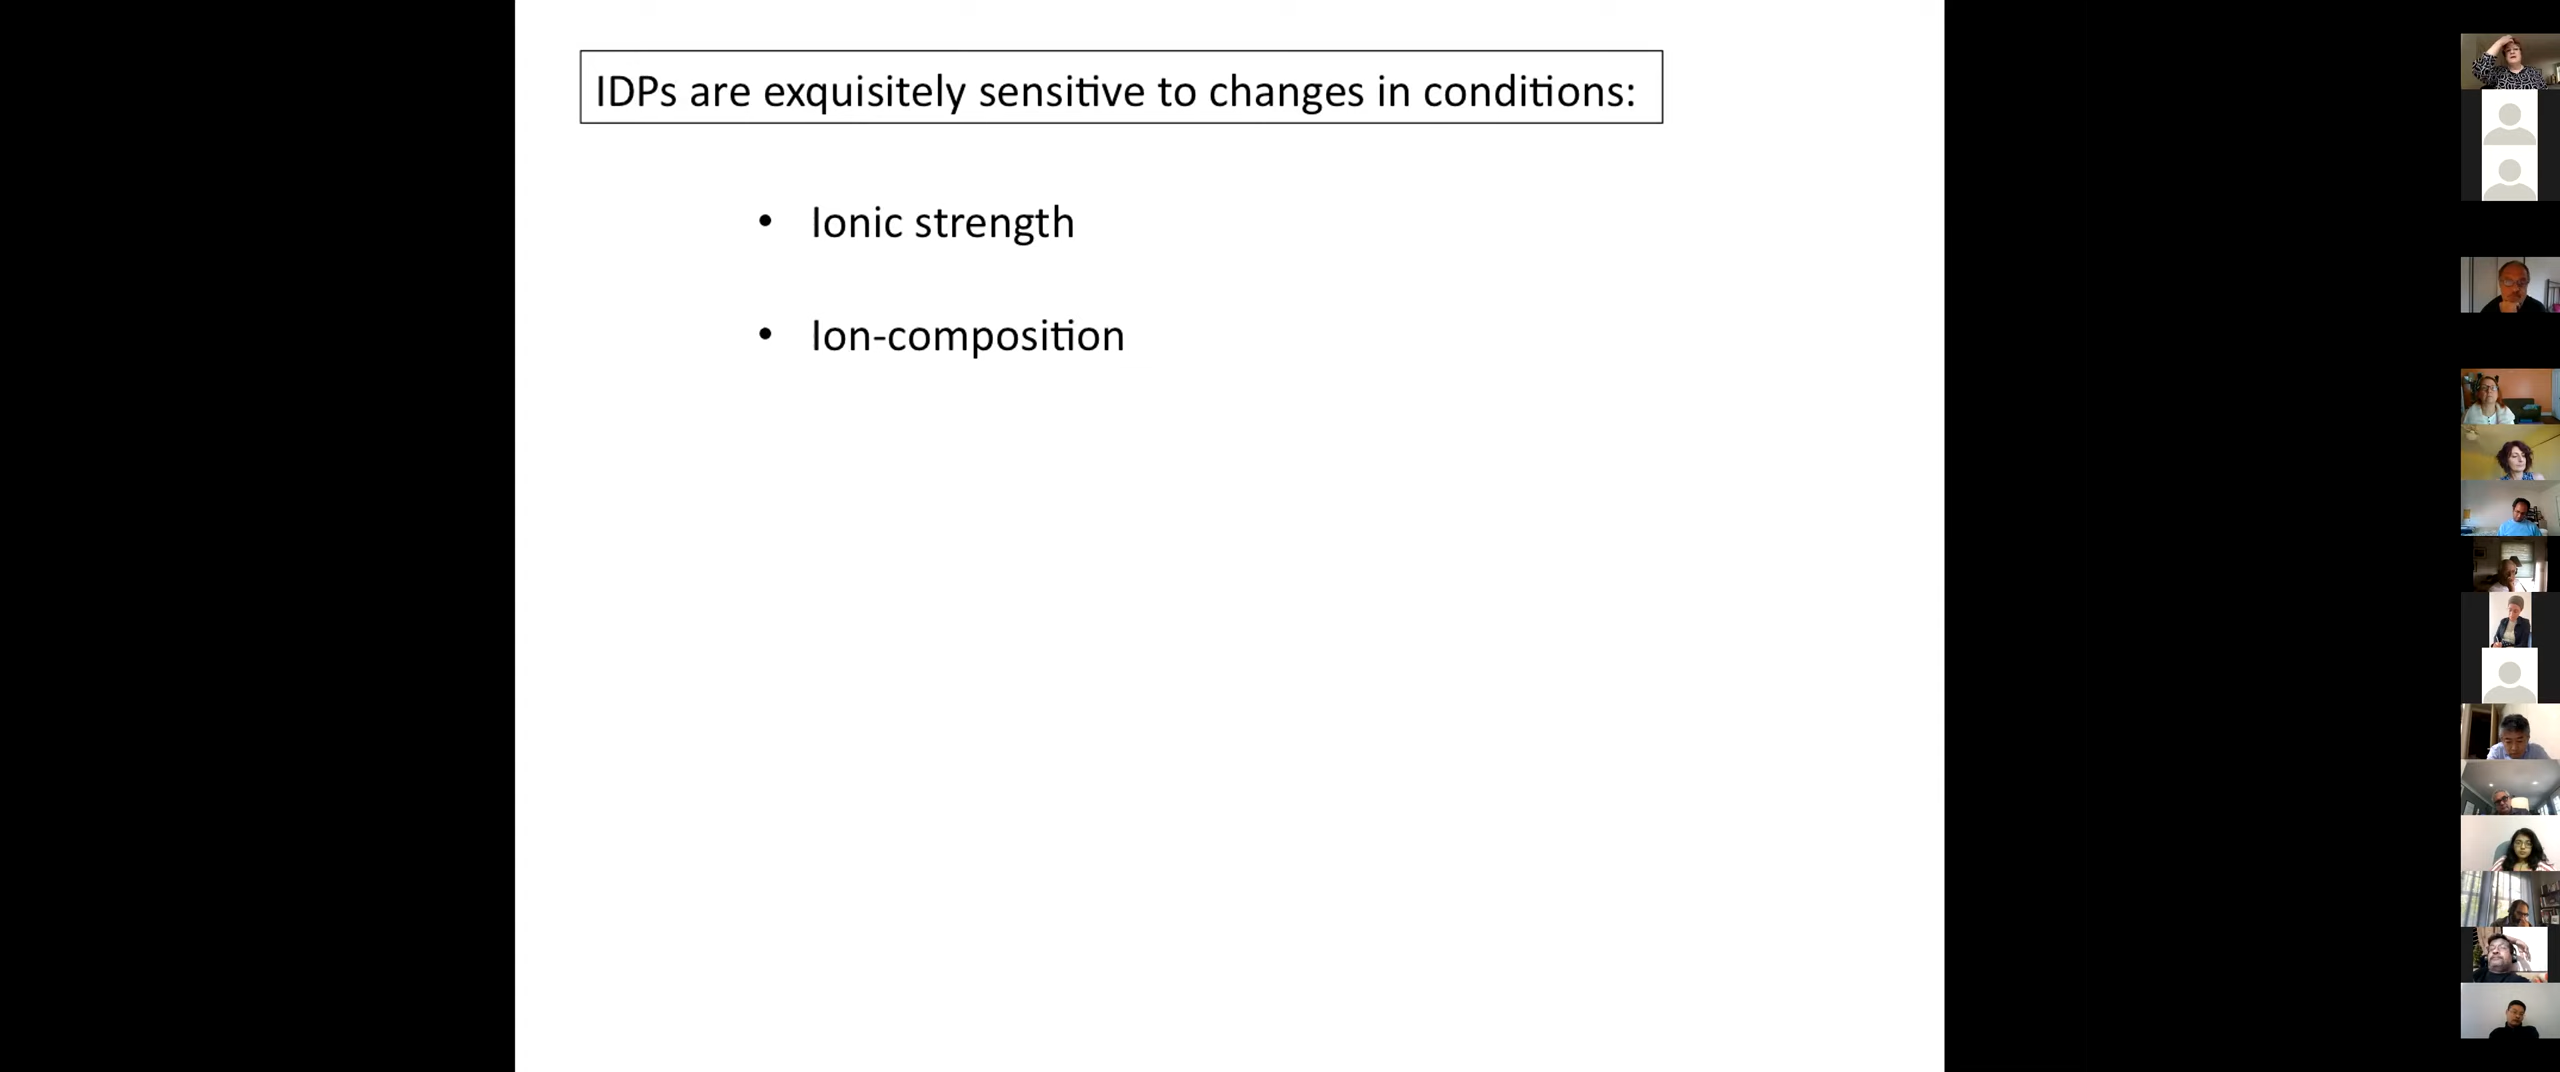 IDPs are exquisitely sensitive to changes in conditions:
• Ionic strength
• Ion-composition